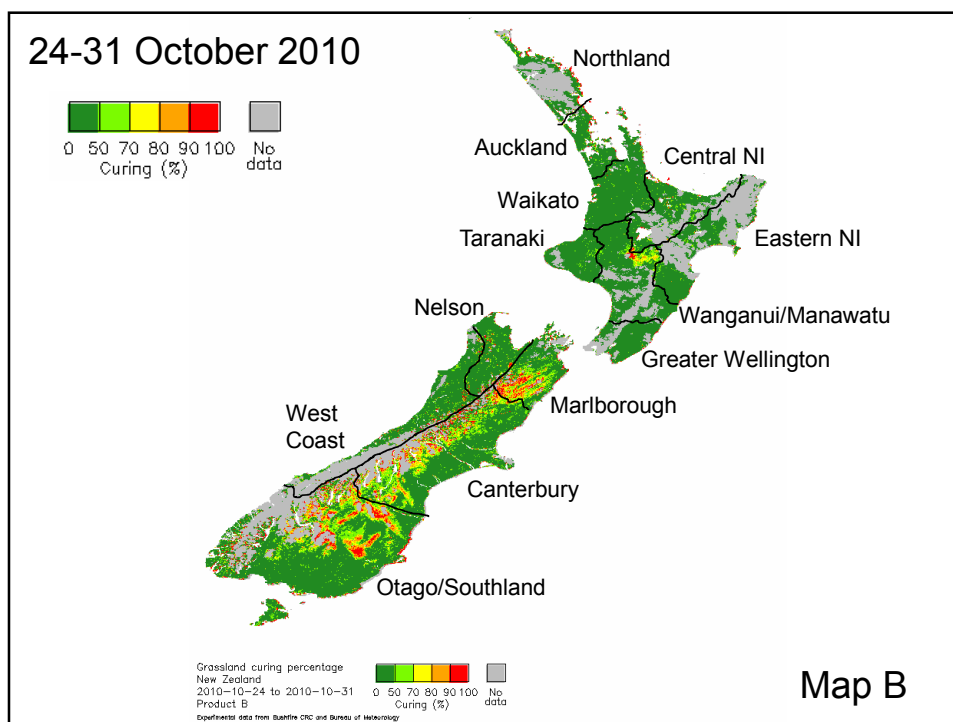 24-31 October 2010
0 50 70 80 90 100
Curing (%)
No
data
Northland
Auckland
Central NI
Waikato
Taranaki
Eastern NI
Nelson
Wanganui/Manawatu
Greater Wellington
Marlborough
West
Coast
Canterbury
Otago/Southland
Grassland curing percentage
New Zealand
2010-10-24 to 2010-10-31
Product B
0 50 70 80 90 100
Curing (%)
No
data
Experimental data from Bushfire CRC and Bureau of Meteorology
Map B